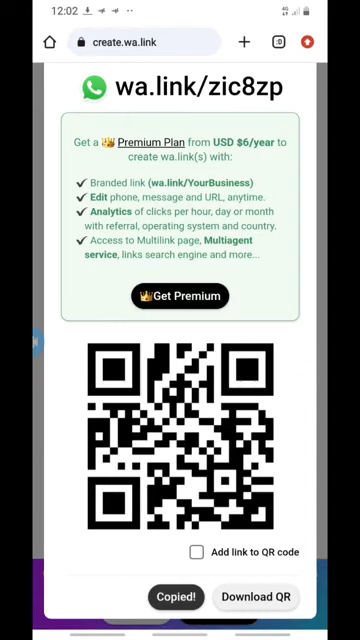 12:02
4G
create.wa.link
:D
wa.link/zic8zp
Get a Premium Plan from USD $6/year to
create wa.link(s) with:
✔ Branded link (wa.link/YourBusiness)
✔ Edit phone, message and URL, anytime.
✔ Analytics of clicks per hour, day or month
with referral, operating system and country.
✔ Access to Multilink page, Multiagent
service, links search engine and more...
Get Premium
Add link to QR code
Copied!
Download QR